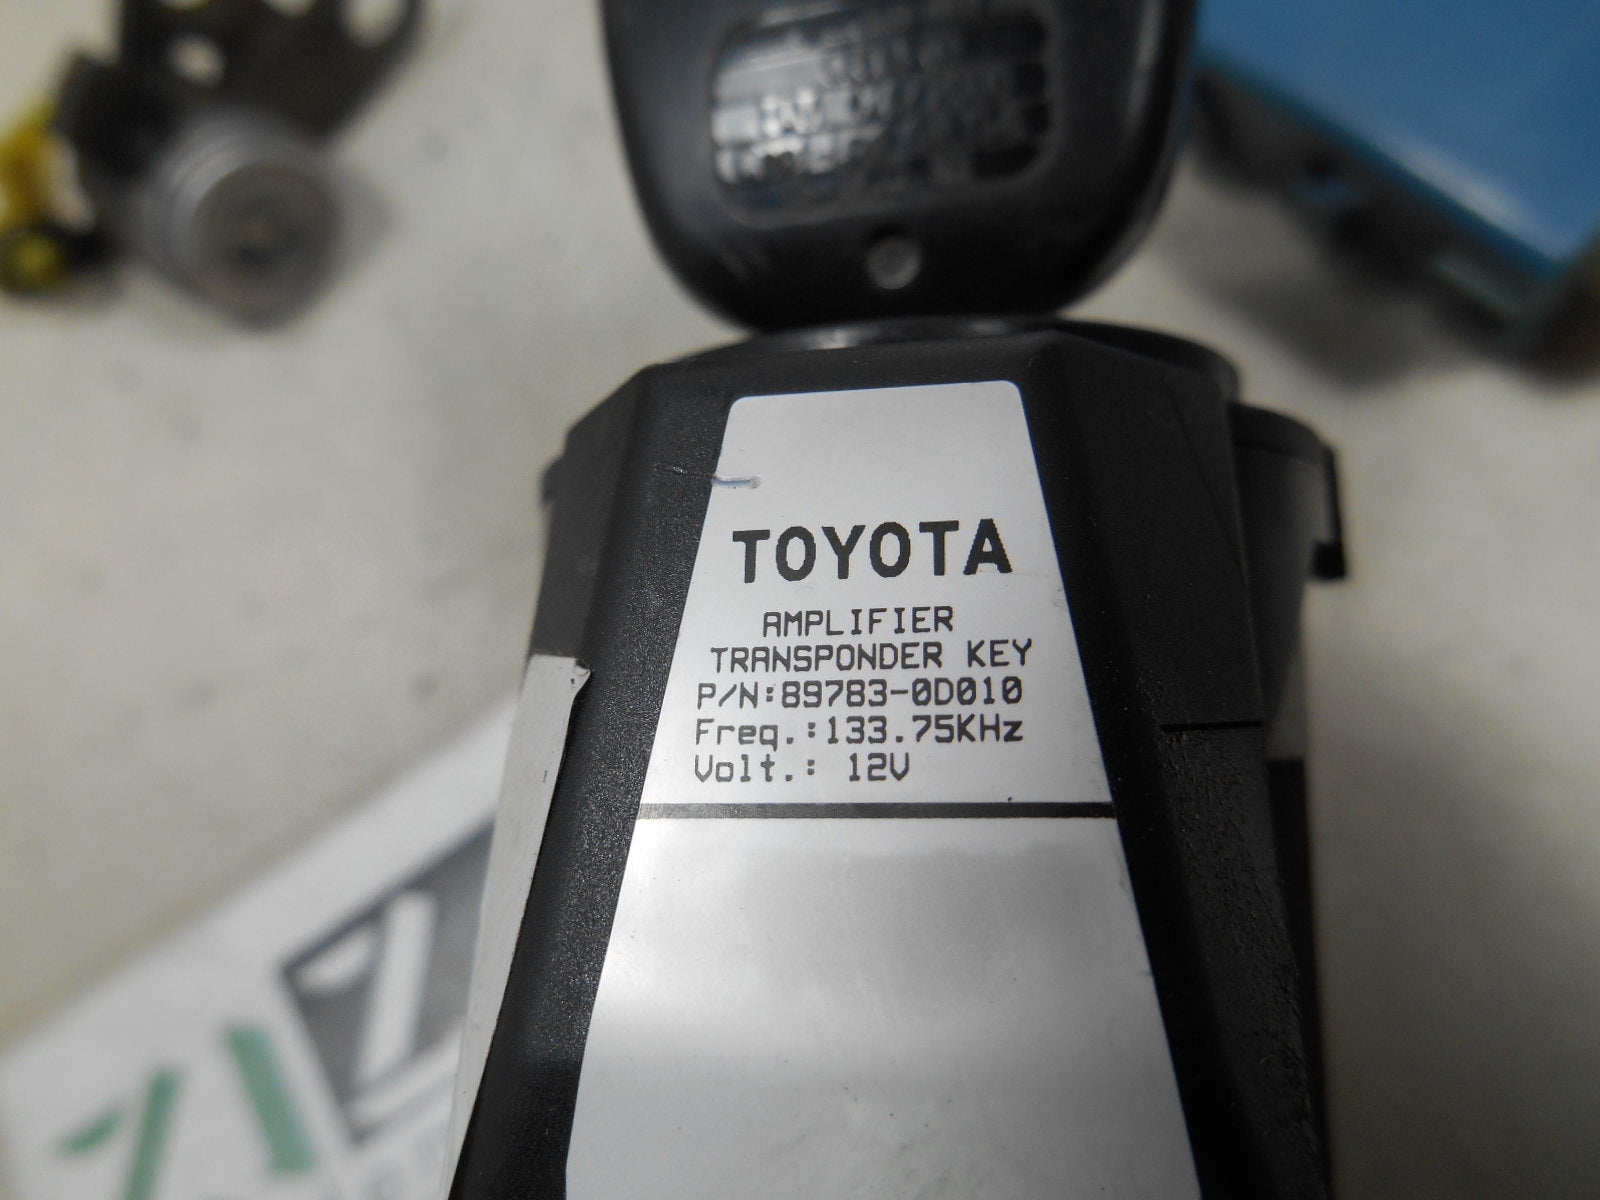 TOYOTA
AMPLIFIER
TRANSPONDER KEY
P/N:89783-0D010
Freq.:133.75KHz
Volt.: 12V